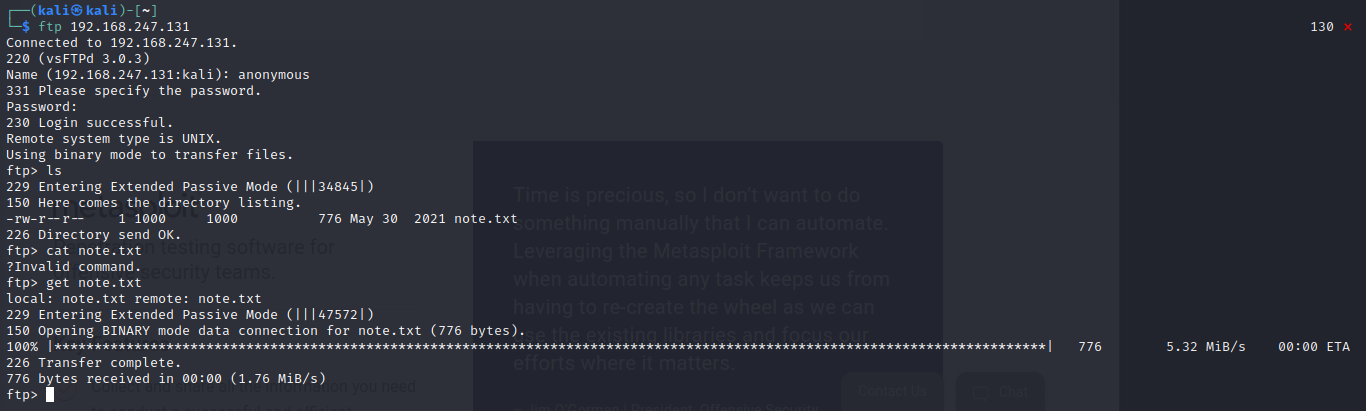 ┌──(kali㉿kali)-[~]
└─$ ftp 192.168.247.131 130 ⨯
Connected to 192.168.247.131.
220 (vsFTPd 3.0.3)
Name (192.168.247.131:kali): anonymous
331 Please specify the password.
Password:
230 Login successful.
Remote system type is UNIX.
Using binary mode to transfer files.
ftp> ls
229 Entering Extended Passive Mode (|||34845|)
150 Here comes the directory listing.
-rw-r--r-- 1 1000 1000 776 May 30 2021 note.txt
226 Directory send OK.
ftp> cat note.txt
?Invalid command.
ftp> get note.txt
local: note.txt remote: note.txt
229 Entering Extended Passive Mode (|||47572|)
150 Opening BINARY mode data connection for note.txt (776 bytes).
100% |***********************************************************************************************************************| 776 5.32 MiB/s 00:00 ETA
226 Transfer complete.
776 bytes received in 00:00 (1.76 MiB/s)
ftp>
testing software for
security teams.
Time is precious, so I don't want to do
something manually that I can automate.
Leveraging the Metasploit Framework
when automating any task keeps us from
having to re-create the wheel as we can
use the existing libraries and focus our
efforts where it matters.
information you need
Contact Us
Chat